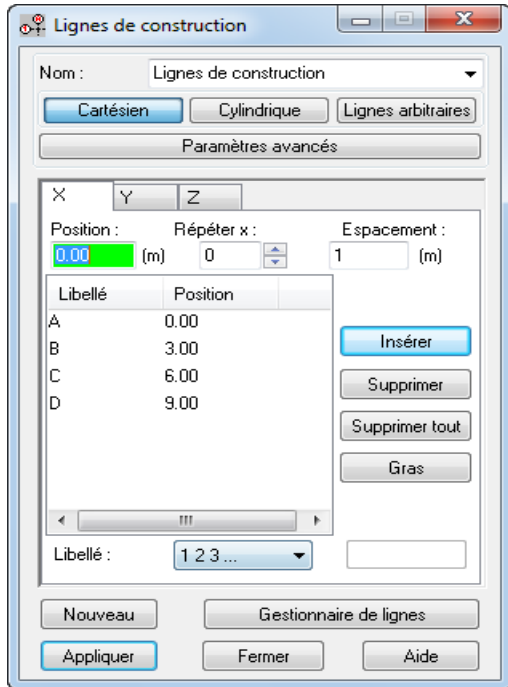 Lignes de construction
Nom : Lignes de construction
Cartésien Cylindrique Lignes arbitraires
Paramètres avancés
X Y Z
Position : Répéter x : Espacement :
0.00 (m) 0 1 (m)
Libellé Position
A 0.00
B 3.00
C 6.00
D 9.00
Insérer
Supprimer
Supprimer tout
Gras
Libellé : 1 2 3 ...
Nouveau Gestionnaire de lignes
Appliquer Fermer Aide